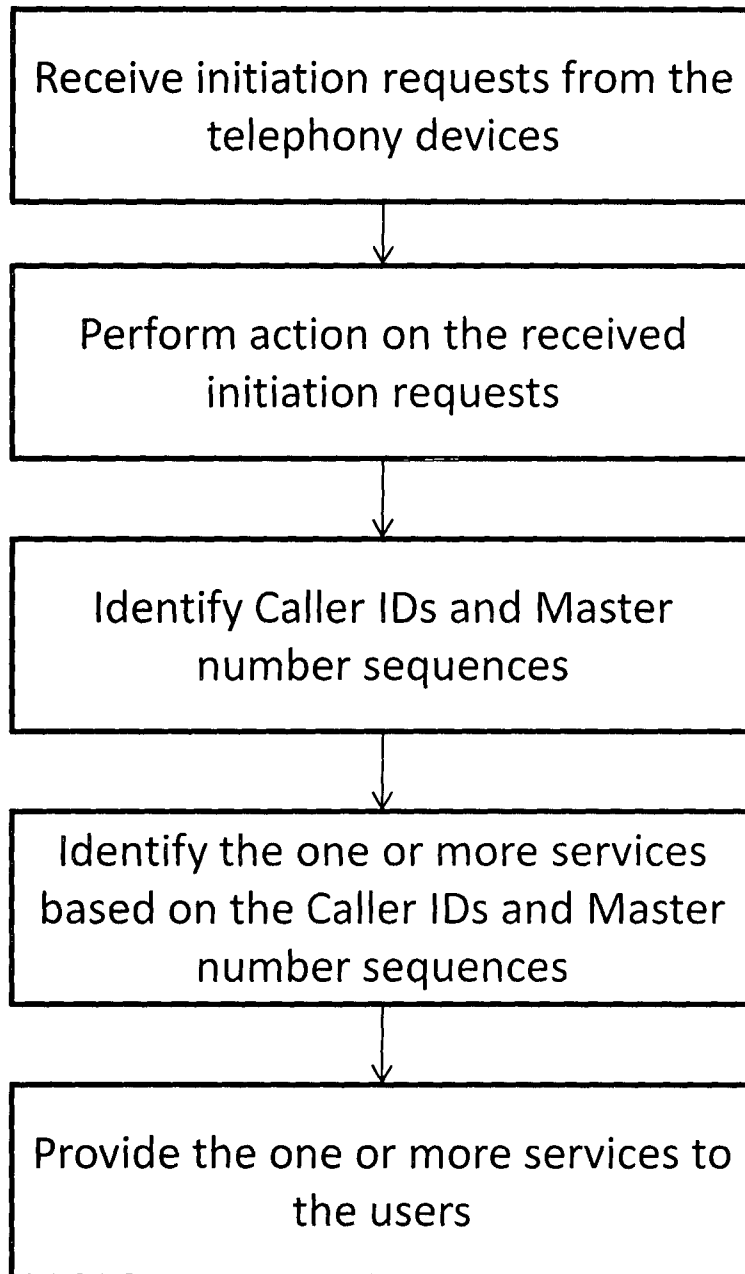 Receive initiation requests from the
telephony devices
Perform action on the received
initiation requests
Identify Caller IDs and Master
number sequences
Identify the one or more services
based on the Caller IDs and Master
number sequences
Provide the one or more services to
the users